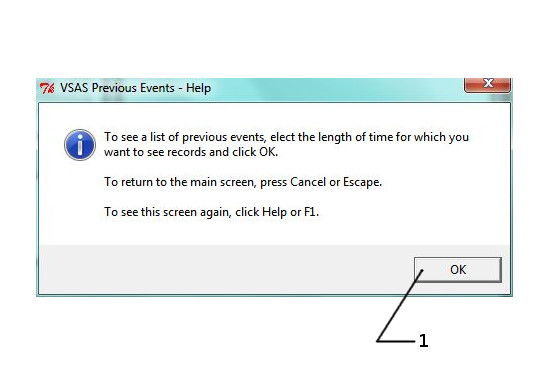 VSAS Previous Events - Help
To see a list of previous events, elect the length of time for which you
want to see records and click OK.
To return to the main screen, press Cancel or Escape.
To see this screen again, click Help or F1.
OK
1